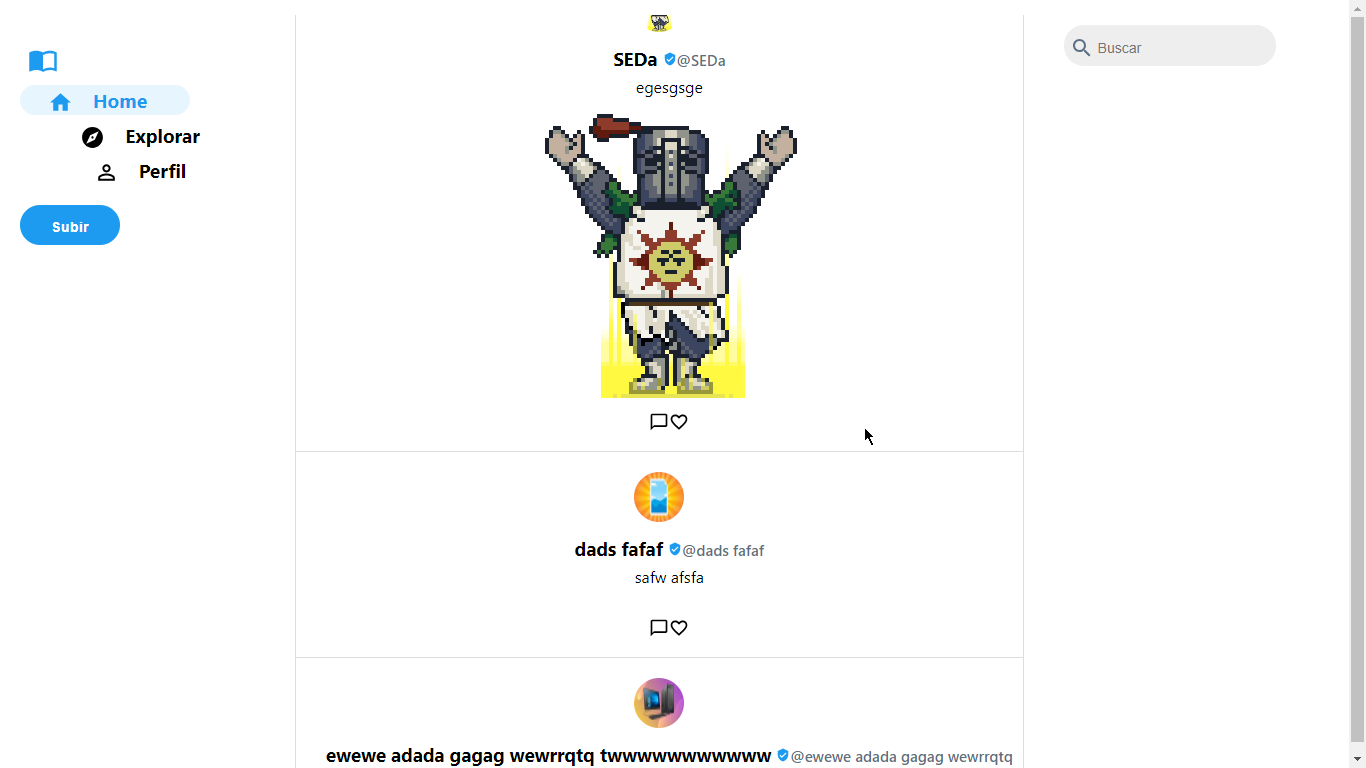 Home
Explorar
Perfil
Subir
SEDa @SEDa
egesgsge
dads fafaf @dads fafaf
safw afsfa
ewewe adada gagag wewrrqtq twwwwwwwwwww @ewewe adada gagag wewrrqtq
Buscar